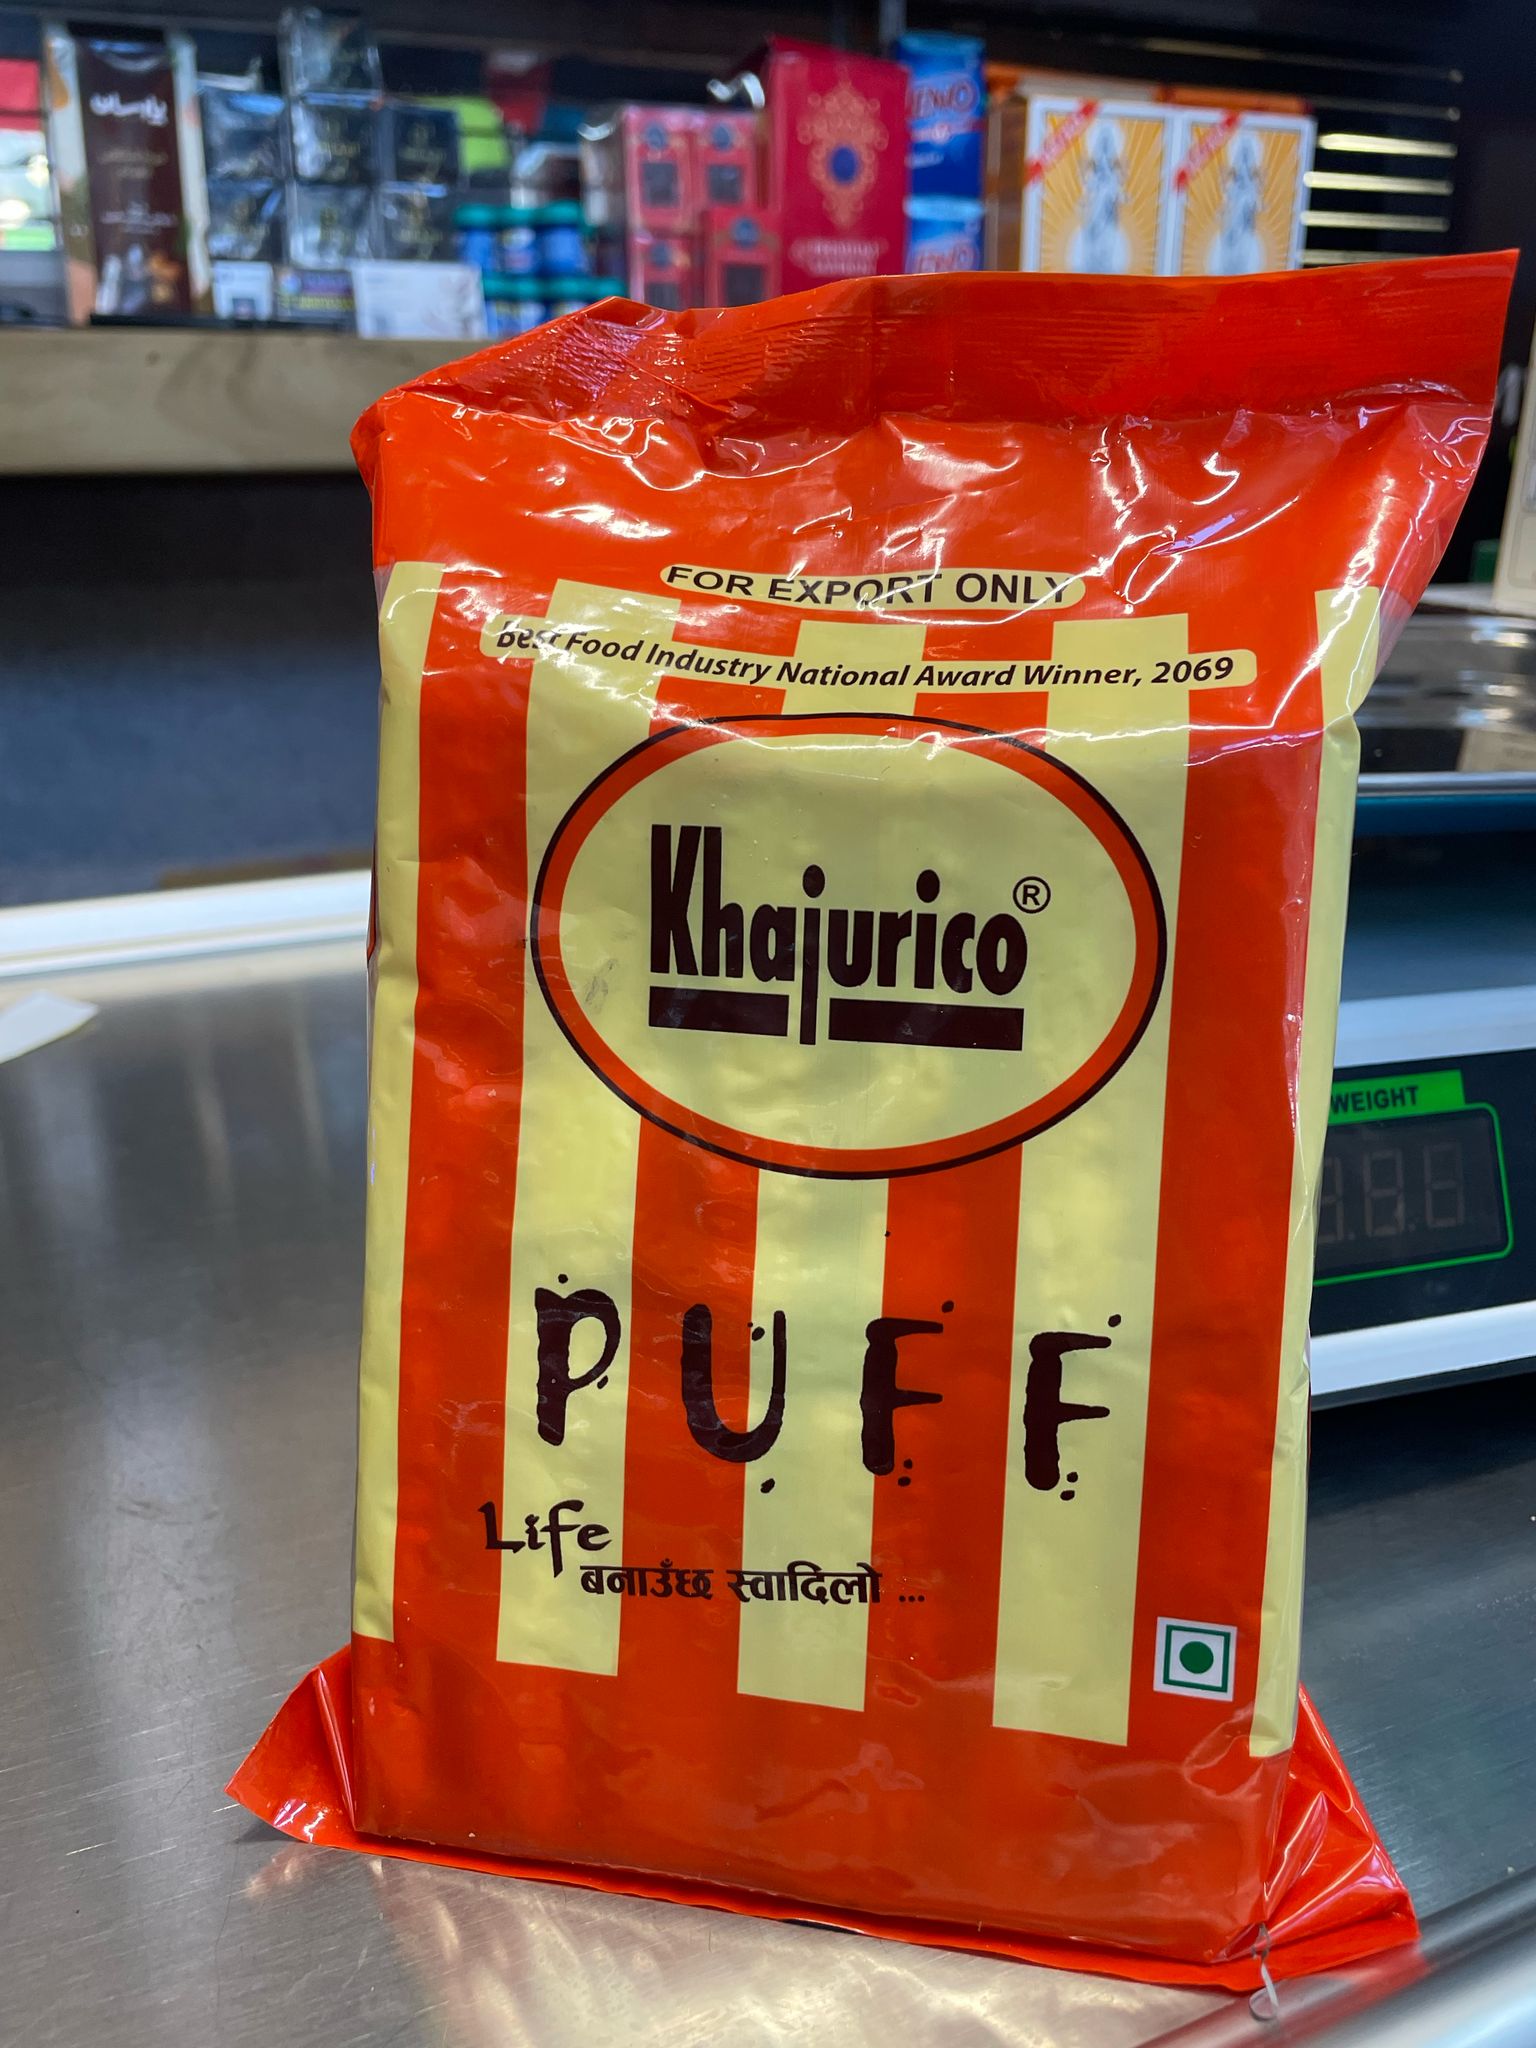 FOR EXPORT ONLY
Best Food Industry National Award Winner, 2069
Khajurico®
PUFF
Life
बनाउँछ स्वादिलो ...
WEIGHT